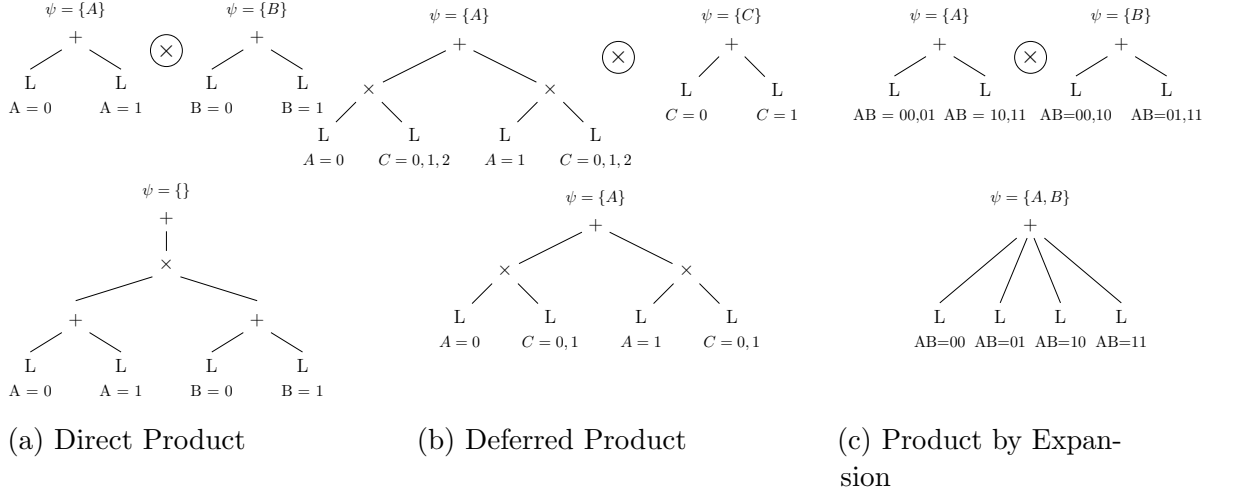 ψ = {A}
ψ = {B}
+
⊗
+
L
L
L
L
A = 0
A = 1
B = 0
B = 1
ψ = {}
+
×
+
+
L
L
L
L
A = 0
A = 1
B = 0
B = 1
(a) Direct Product
ψ = {A}
ψ = {C}
+
⊗
+
×
×
L
L
C = 0
C = 1
L
L
L
L
A = 0
C = 0, 1, 2
A = 1
C = 0, 1, 2
ψ = {A}
+
×
×
L
L
L
L
A = 0
C = 0, 1
A = 1
C = 0, 1
(b) Deferred Product
ψ = {A}
ψ = {B}
+
⊗
+
L
L
L
L
AB = 00,01
AB = 10,11
AB=00,10
AB=01,11
ψ = {A, B}
+
L
L
L
L
AB=00
AB=01
AB=10
AB=11
(c) Product by Expan-
sion